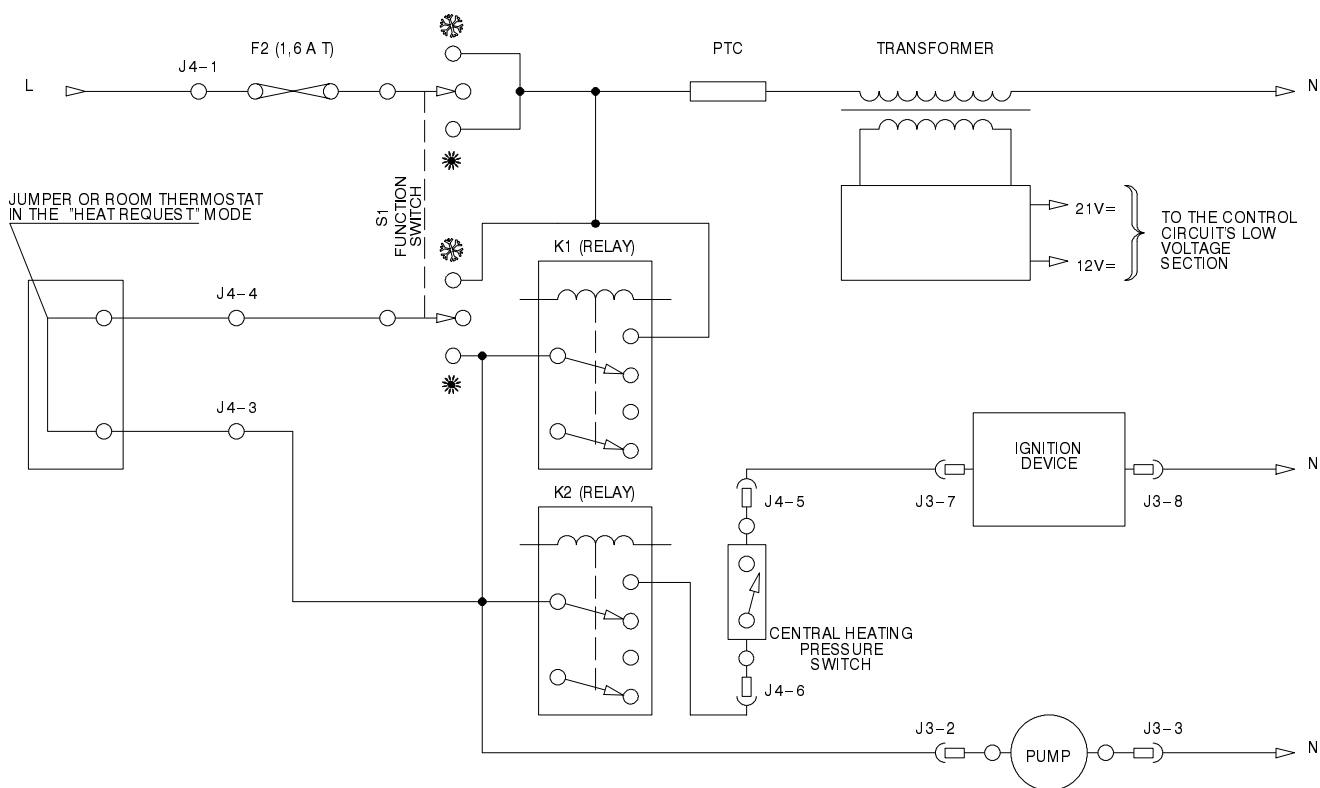 F2 (1,6 A T)
PTC
TRANSFORMER
J4-1
L
N
JUMPER OR ROOM THERMOSTAT
IN THE "HEAT REQUEST" MODE
S1
FUNCTION
SWITCH
K1 (RELAY)
21V=
12V=
TO THE CONTROL
CIRCUIT'S LOW
VOLTAGE
SECTION
J4-4
J4-3
IGNITION
DEVICE
N
K2 (RELAY)
J4-5
J3-7
J3-8
CENTRAL HEATING
PRESSURE
SWITCH
J4-6
J3-2
J3-3
PUMP
N